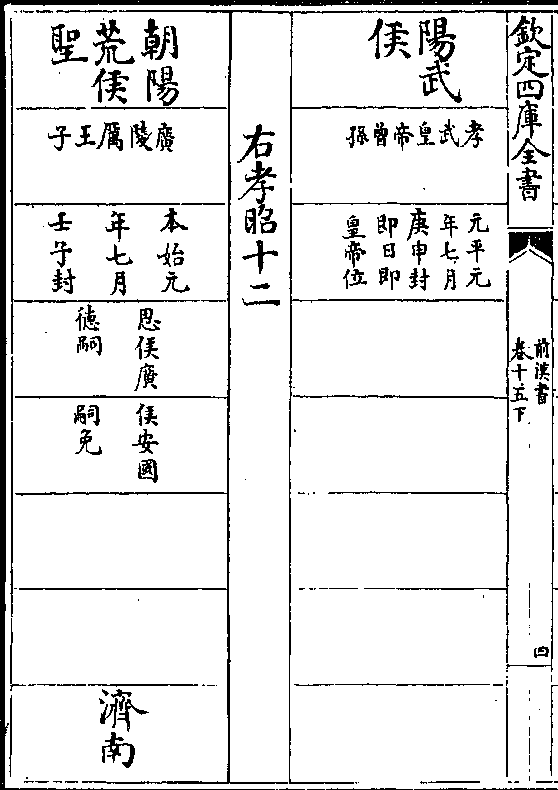 欽定四庫全書
前漢書
卷十五下
四
陽武
侯
孝武皇帝曾孫
元平元
年七月
庚申封
即日即
皇帝位
右孝昭十二
朝陽
荒侯
聖
廣陵厲王子
本始元
年七月
壬子封
思侯廣
徳嗣
侯安國
嗣免
濟南